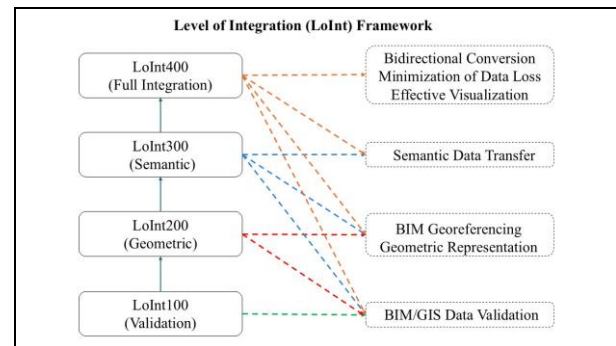 Level of Integration (LoInt) Framework
LoInt400
(Full Integration)
Bidirectional Conversion
Minimization of Data Loss
Effective Visualization
LoInt300
(Semantic)
Semantic Data Transfer
LoInt200
(Geometric)
BIM Georeferencing
Geometric Representation
LoInt100
(Validation)
BIM/GIS Data Validation